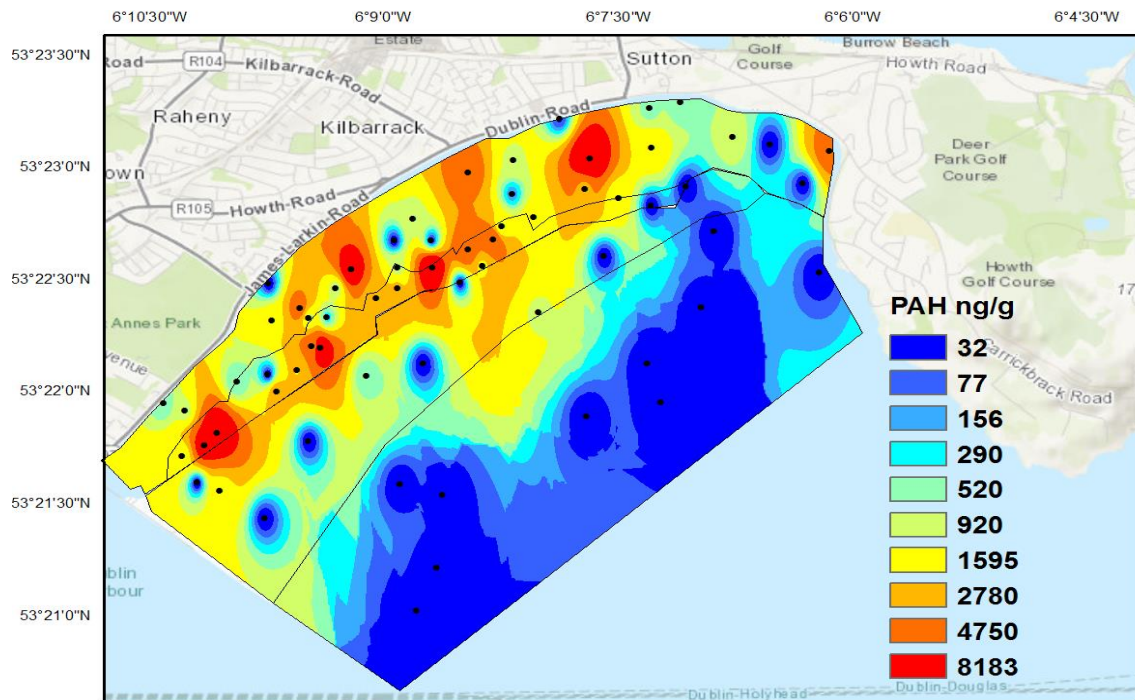 6°10'30"W 6°9'0"W 6°7'30"W 6°6'0"W 6°4'30"W
53°23'30"N
53°23'0"N
53°22'30"N
53°22'0"N
53°21'30"N
53°21'0"N
Estate
Golf
Course
Burrow Beach
Road
R104
Kilbarrack-Road
Sutton
Howth Road
Raheny
Kilbarrack
Dublin-Road
Deer
Park Golf
Course
own
R105
Howth-Road
James-Larkin-Road
Howth
Golf Course
17
Annes Park
venue
Carrickbrack Road
PAH ng/g
32
77
156
290
520
920
1595
2780
4750
8183
blin
bour
Dublin-Holyhead
Dublin-Douglas